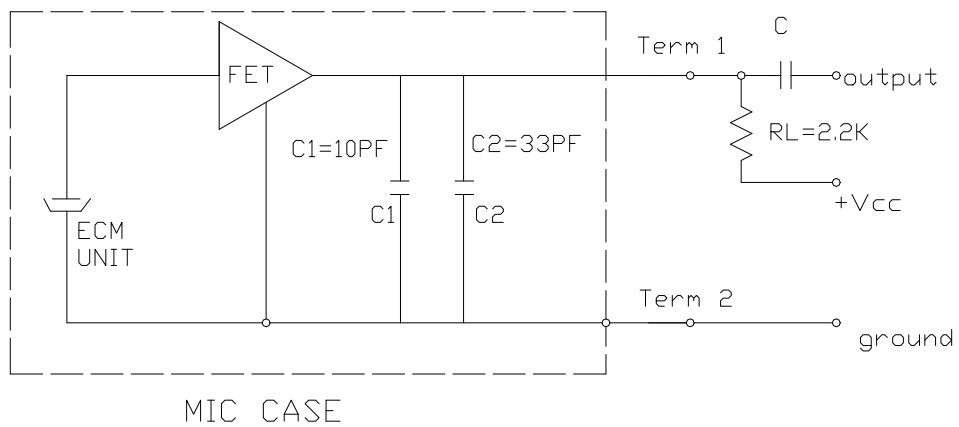 C
Term 1
FET
output
C1=10PF
C2=33PF
RL=2.2K
C1
C2
+Vcc
ECM
UNIT
Term 2
ground
MIC CASE